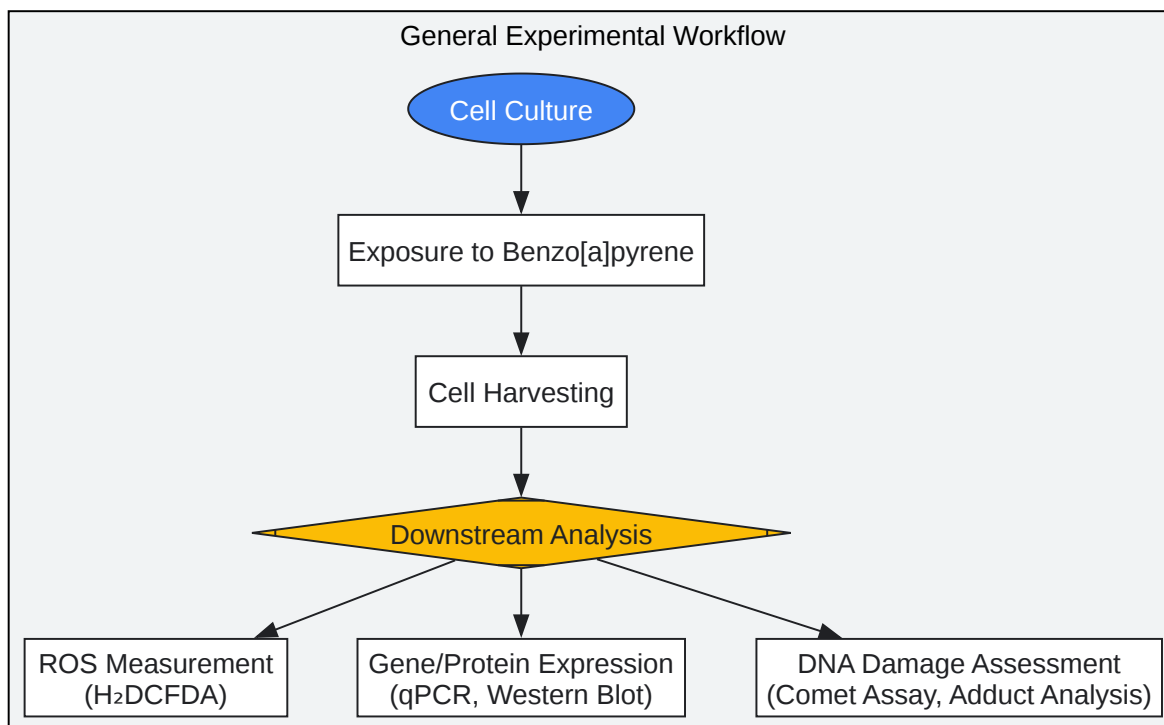 General Experimental Workflow
Cell Culture
Exposure to Benzo[a]pyrene
Cell Harvesting
Downstream Analysis
ROS Measurement
(H₂DCFDA)
Gene/Protein Expression
(qPCR, Western Blot)
DNA Damage Assessment
(Comet Assay, Adduct Analysis)